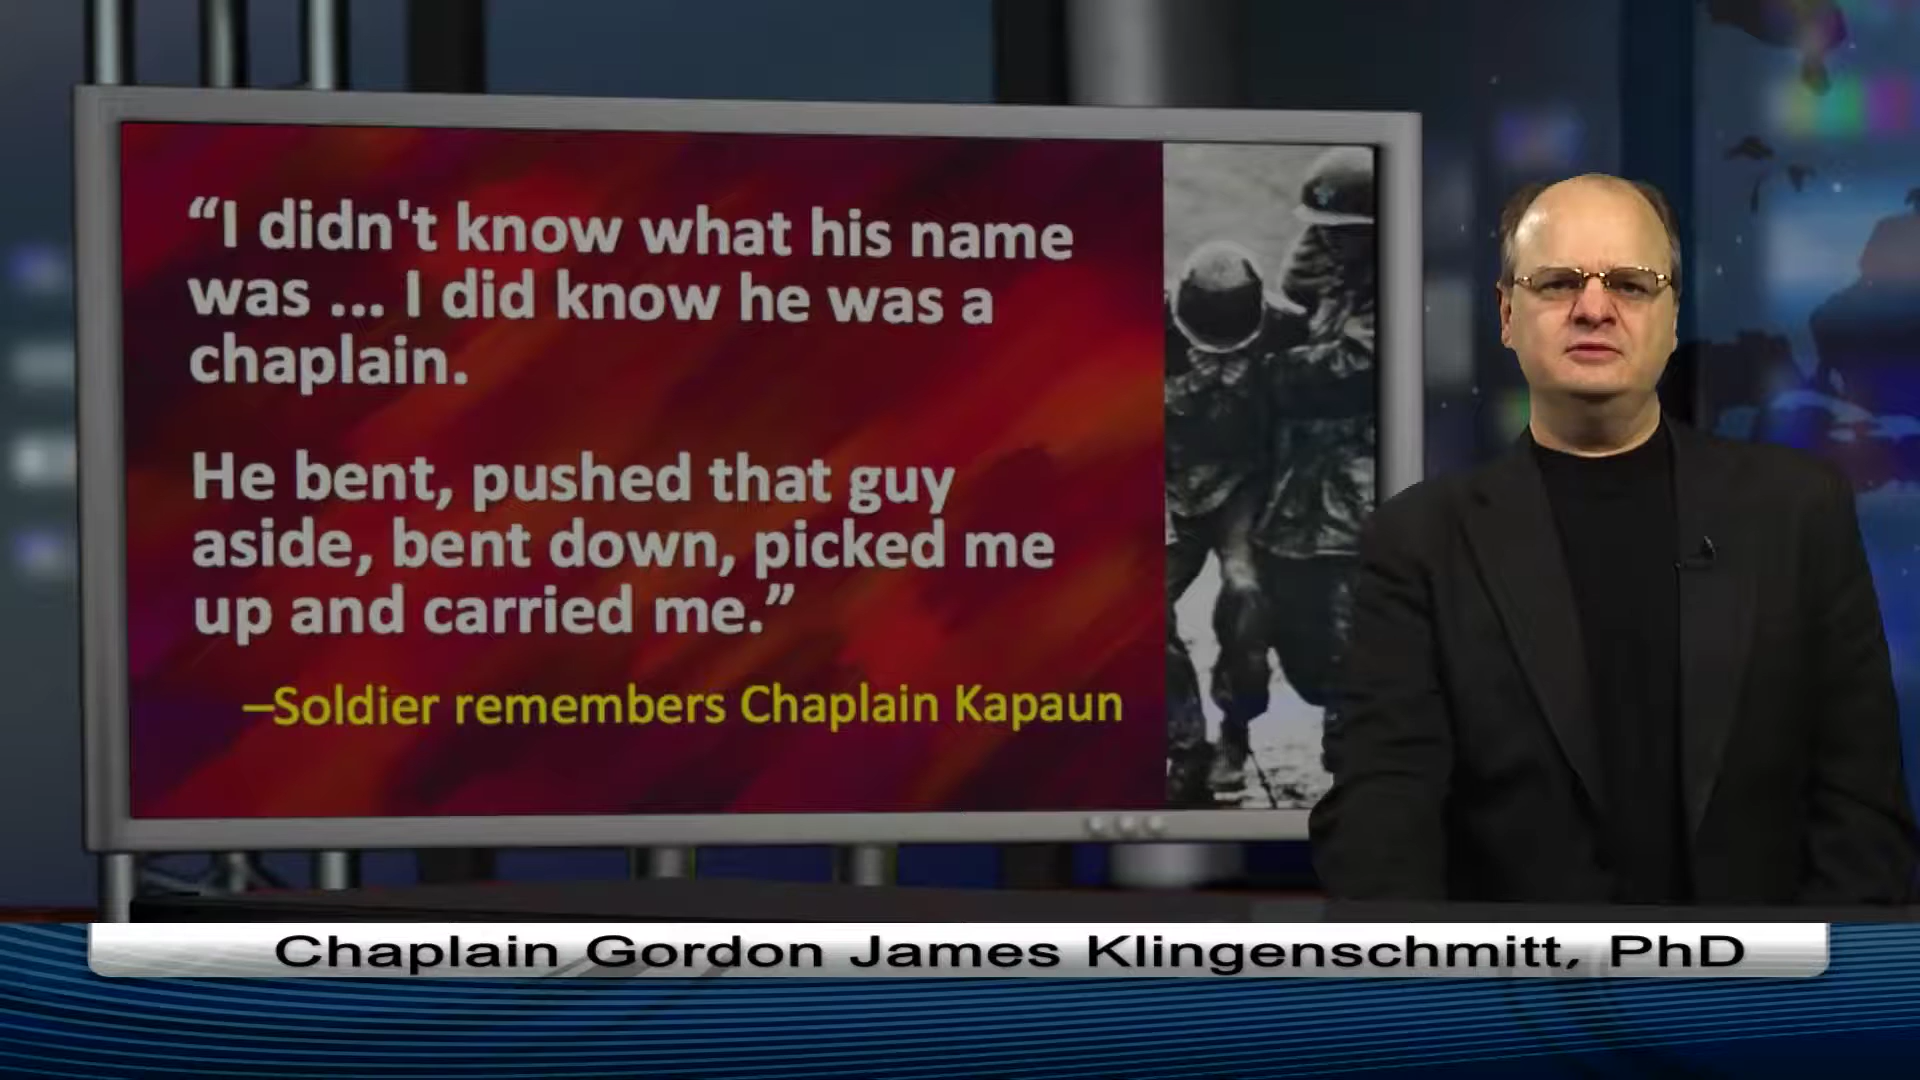 “I didn't know what his name
was ... I did know he was a
chaplain.
He bent, pushed that guy
aside, bent down, picked me
up and carried me.”
–Soldier remembers Chaplain Kapaun
Chaplain Gordon James Klingenschmitt, PhD